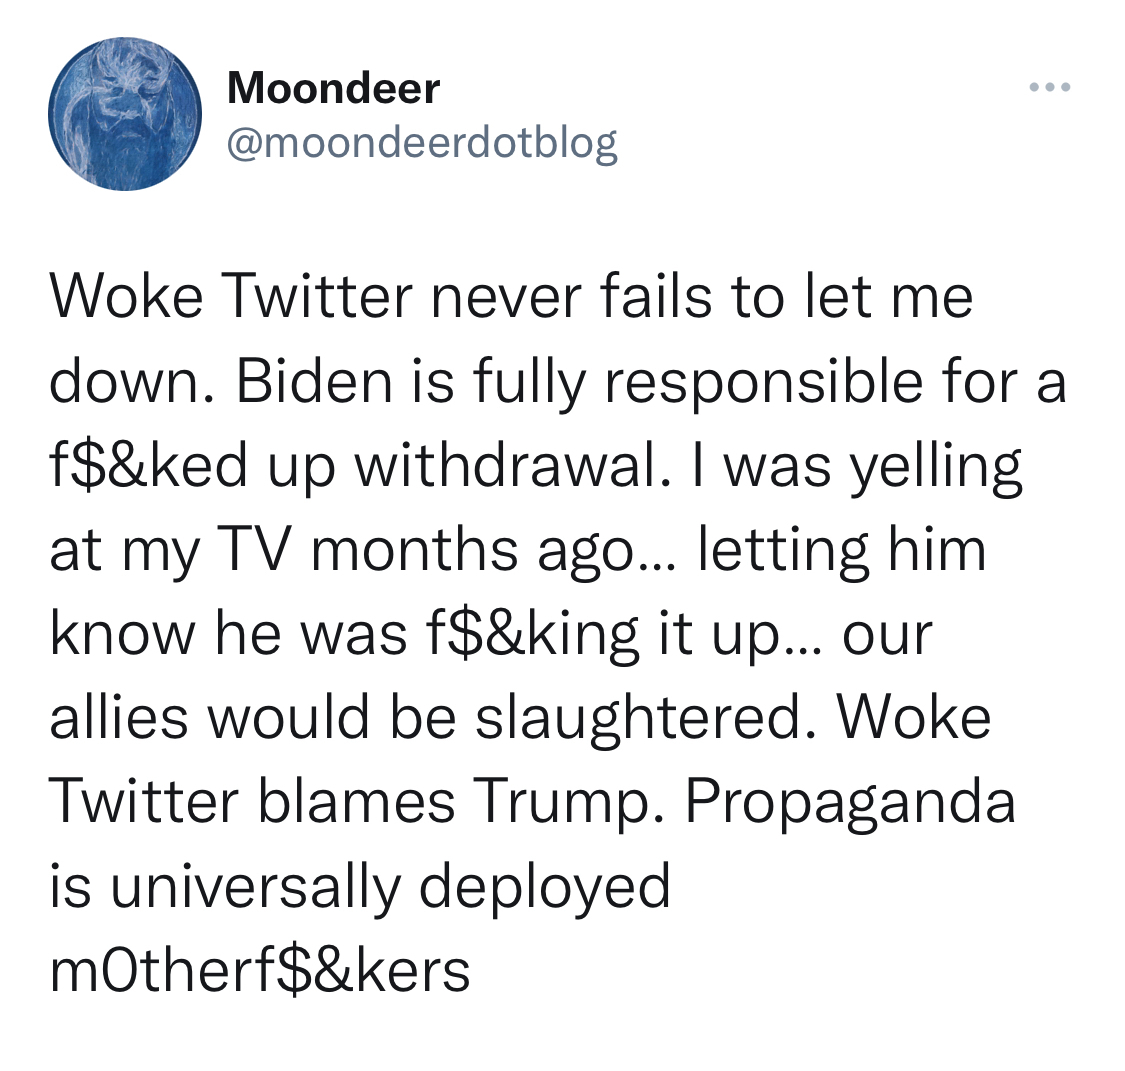 Moondeer
@moondeerdotblog
Woke Twitter never fails to let me
down. Biden is fully responsible for a
f$&ked up withdrawal. I was yelling
at my TV months ago... letting him
know he was f$&king it up... our
allies would be slaughtered. Woke
Twitter blames Trump. Propaganda
is universally deployed
m0therf$&kers